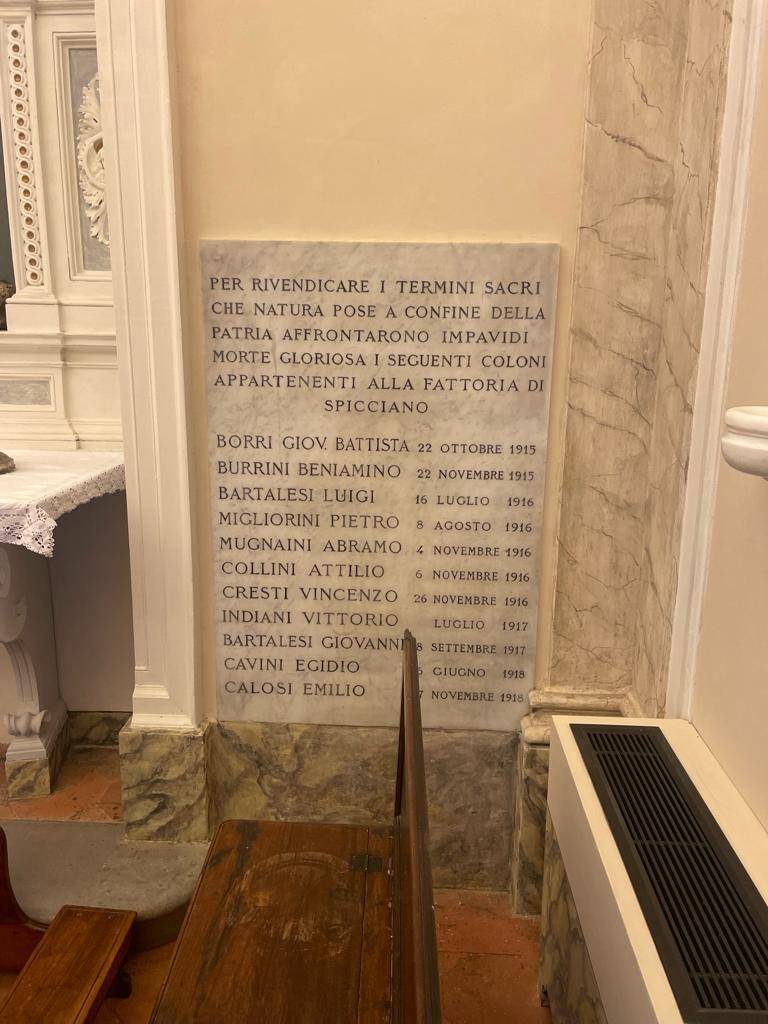 PER RIVENDICARE I TERMINI SACRI
CHE NATURA POSE A CONFINE DELLA
PATRIA AFFRONTARONO IMPAVIDI
MORTE GLORIOSA I SEGUENTI COLONI
APPARTENENTI ALLA FATTORIA DI
SPICCIANO
BORRI GIOV. BATTISTA 22 OTTOBRE 1915
BURRINI BENIAMINO 22 NOVEMBRE 1915
BARTALESI LUIGI 16 LUGLIO 1916
MIGLIORINI PIETRO 8 AGOSTO 1916
MUGNAINI ABRAMO 4 NOVEMBRE 1916
COLLINI ATTILIO 6 NOVEMBRE 1916
CRESTI VINCENZO 26 NOVEMBRE 1916
INDIANI VITTORIO LUGLIO 1917
BARTALESI GIOVANNI SETTEMBRE 1917
CAVINI EGIDIO GIUGNO 1918
CALOSI EMILIO NOVEMBRE 1918